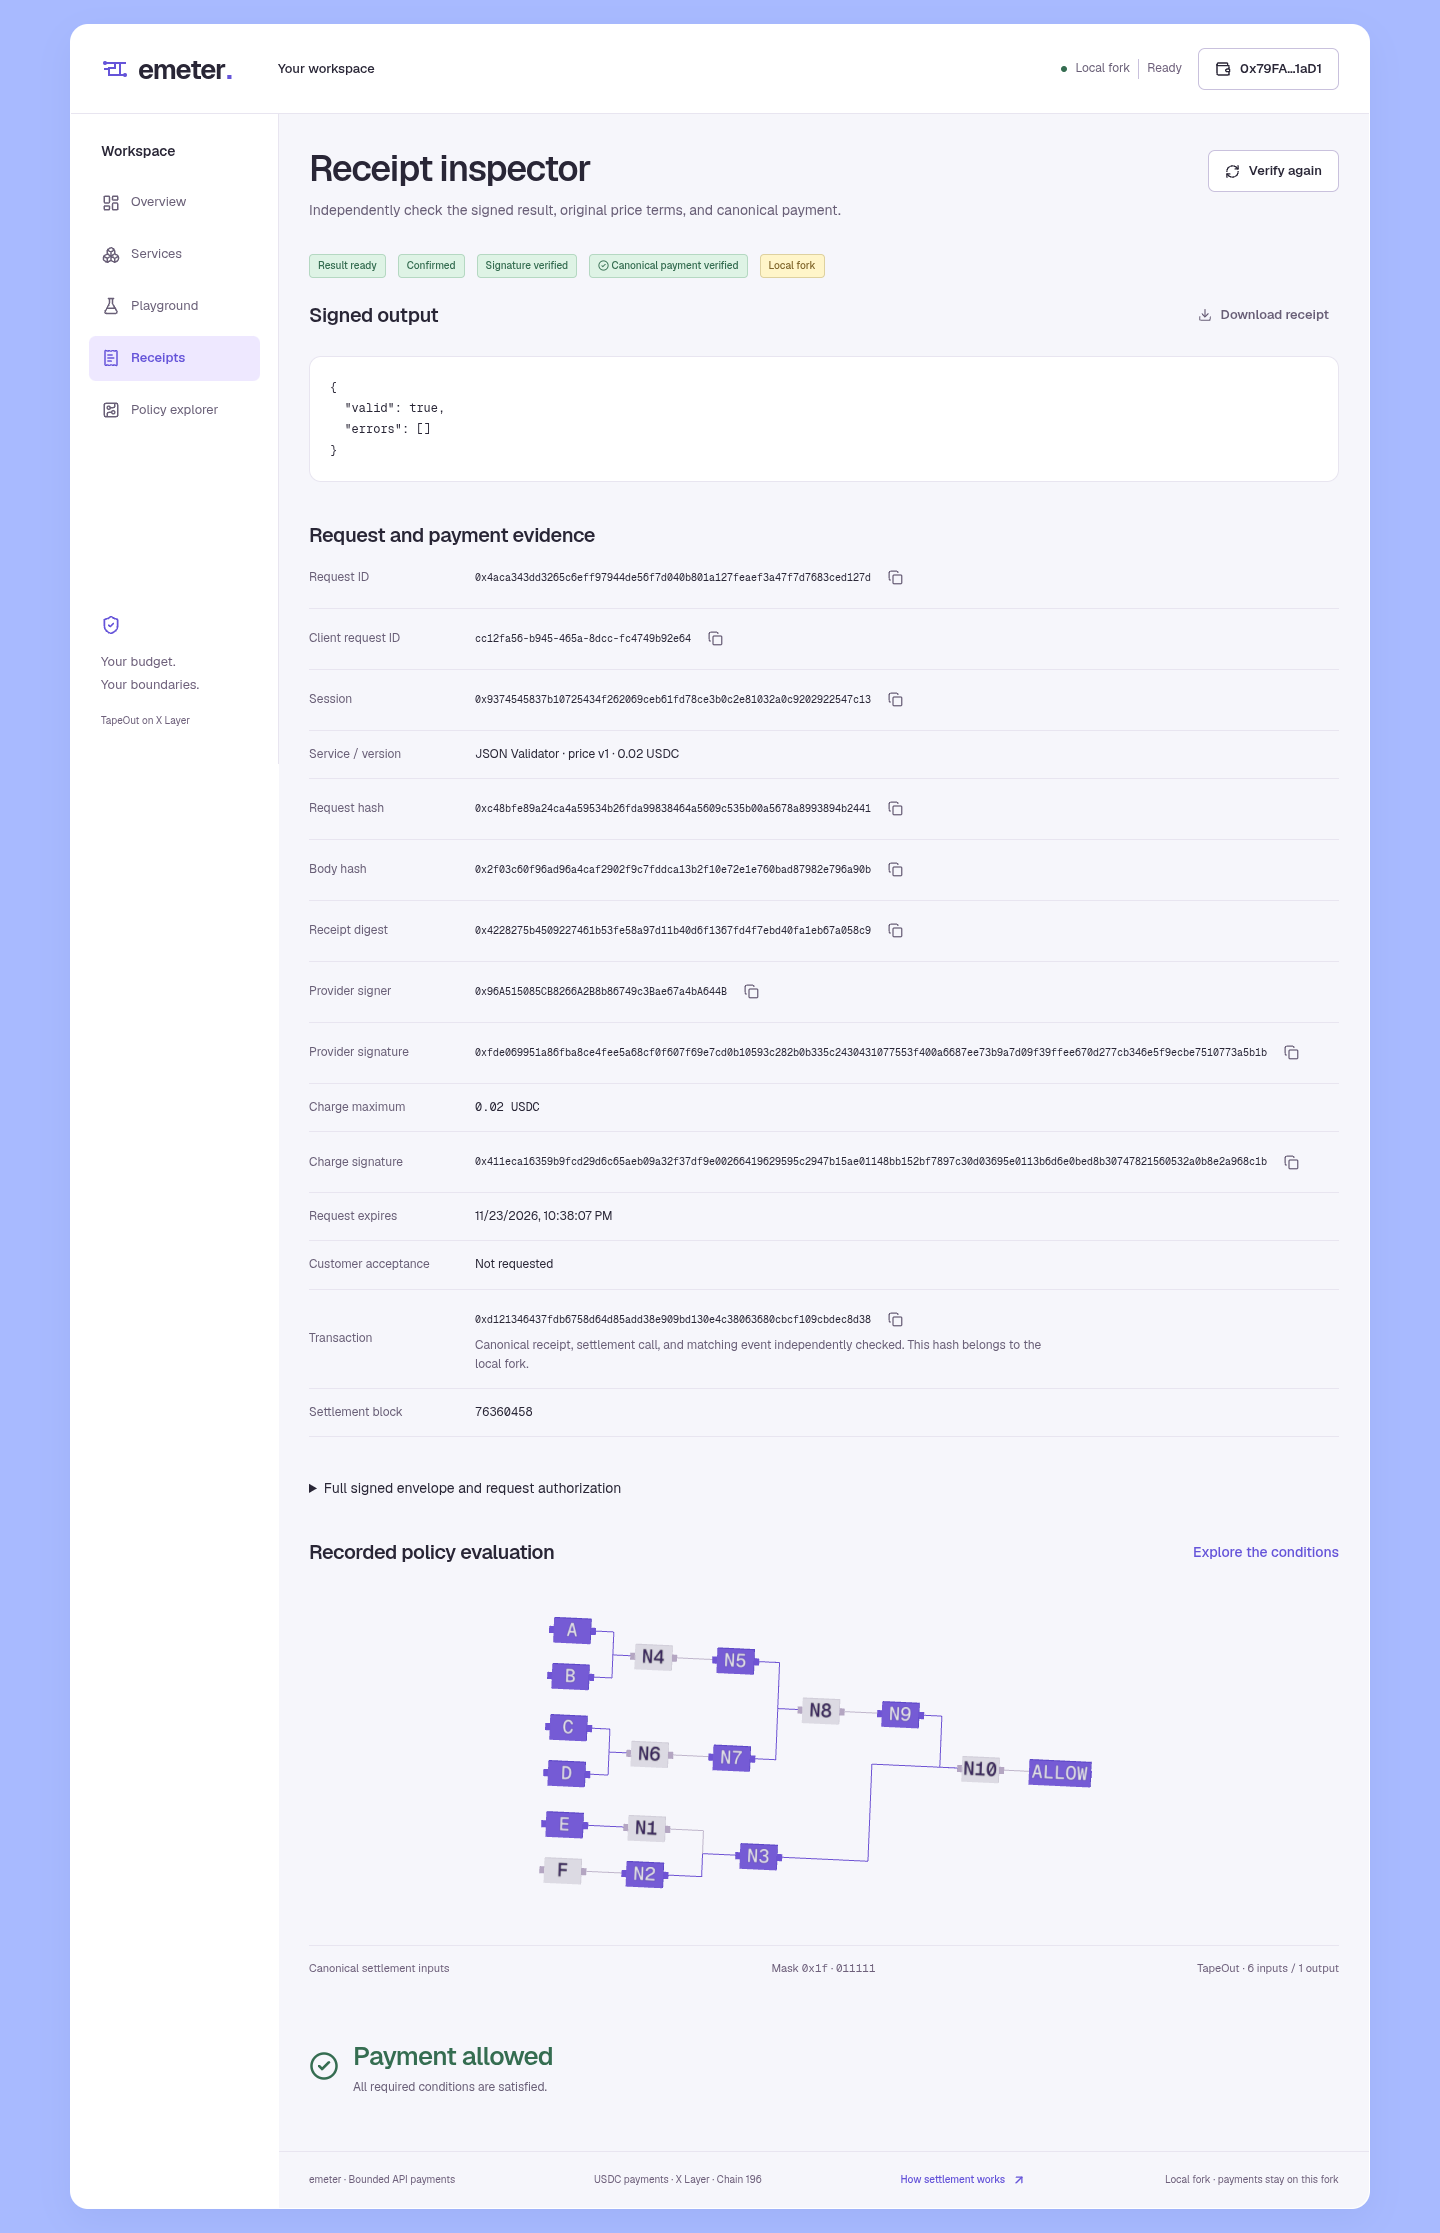 emeter.
Your workspace
Local fork
Ready
0x79FA...1aD1
Workspace
Overview
Services
Playground
Receipts
Policy explorer
Your budget.
Your boundaries.
TapeOut on X Layer
Receipt inspector
Verify again
Independently check the signed result, original price terms, and canonical payment.
Result ready
Confirmed
Signature verified
Canonical payment verified
Local fork
Signed output
Download receipt
{
"valid": true,
"errors": []
}
Request and payment evidence
Request ID
0x4aca343dd3265c6eff97944de56f7d040b801a127feaef3a47f7d7683ced127d
Client request ID
cc12fa56-b945-465a-8dcc-fc4749b92e64
Session
0x9374545837b10725434f262069ceb61fd78ce3b0c2e81032a0c9202922547c13
Service / version
JSON Validator · price v1 · 0.02 USDC
Request hash
0xc48bfe89a24ca4a59534b26fda99838464a5609c535b00a5678a8993894b2441
Body hash
0x2f03c60f96ad96a4caf2902f9c7fddca13b2f10e72e1e760bad87982e796a90b
Receipt digest
0x4228275b4509227461b53fe58a97d11b40d6f1367fd4f7ebd40fa1eb67a058c9
Provider signer
0x96A515085CB8266A2B8b86749c3Bae67a4bA644B
Provider signature
0xfde069951a86fba8ce4fee5a68cf0f607f69e7cd0b10593c282b0b335c2430431077553f400a6687ee73b9a7d09f39ffee670d277cb346e5f9ecbe7510773a5b1b
Charge maximum
0.02 USDC
Charge signature
0x411eca16359b9fcd29d6c65aeb09a32f37df9e00266419629595c2947b15ae01148bb152bf7897c30d03695e0113b6d6e0bed8b30747821560532a0b8e2a968c1b
Request expires
11/23/2026, 10:38:07 PM
Customer acceptance
Not requested
Transaction
0xd121346437fdb6758d64d85add38e909bd130e4c38063680cbcf109cbdec8d38
Canonical receipt, settlement call, and matching event independently checked. This hash belongs to the
local fork.
Settlement block
76360458
Full signed envelope and request authorization
Recorded policy evaluation
Explore the conditions
A
N4
N5
B
N8
N9
C
N6
N7
D
N10
ALLOW
E
N1
N3
F
N2
Canonical settlement inputs
Mask 0x1f · 011111
TapeOut · 6 inputs / 1 output
Payment allowed
All required conditions are satisfied.
emeter · Bounded API payments
USDC payments · X Layer · Chain 196
How settlement works
Local fork · payments stay on this fork